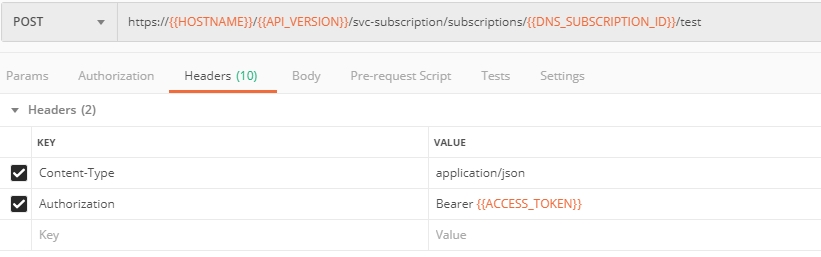 POST https://{{HOSTNAME}}/{{API_VERSION}}/svc-subscription/subscriptions/{{DNS_SUBSCRIPTION_ID}}/test
Params Authorization Headers (10) Body Pre-request Script Tests Settings
Headers (2)
KEY VALUE
Content-Type application/json
Authorization Bearer {{ACCESS_TOKEN}}
Key Value